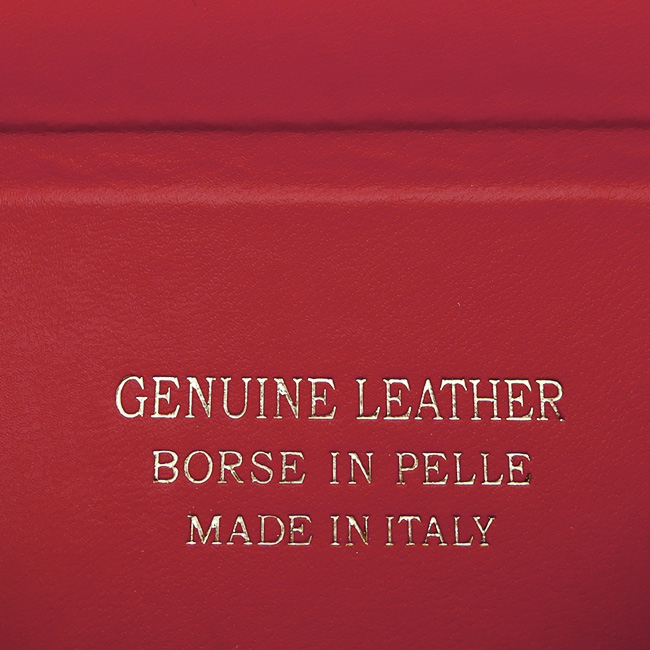 GENUINE LEATHER
BORSE IN PELLE
MADE IN ITALY